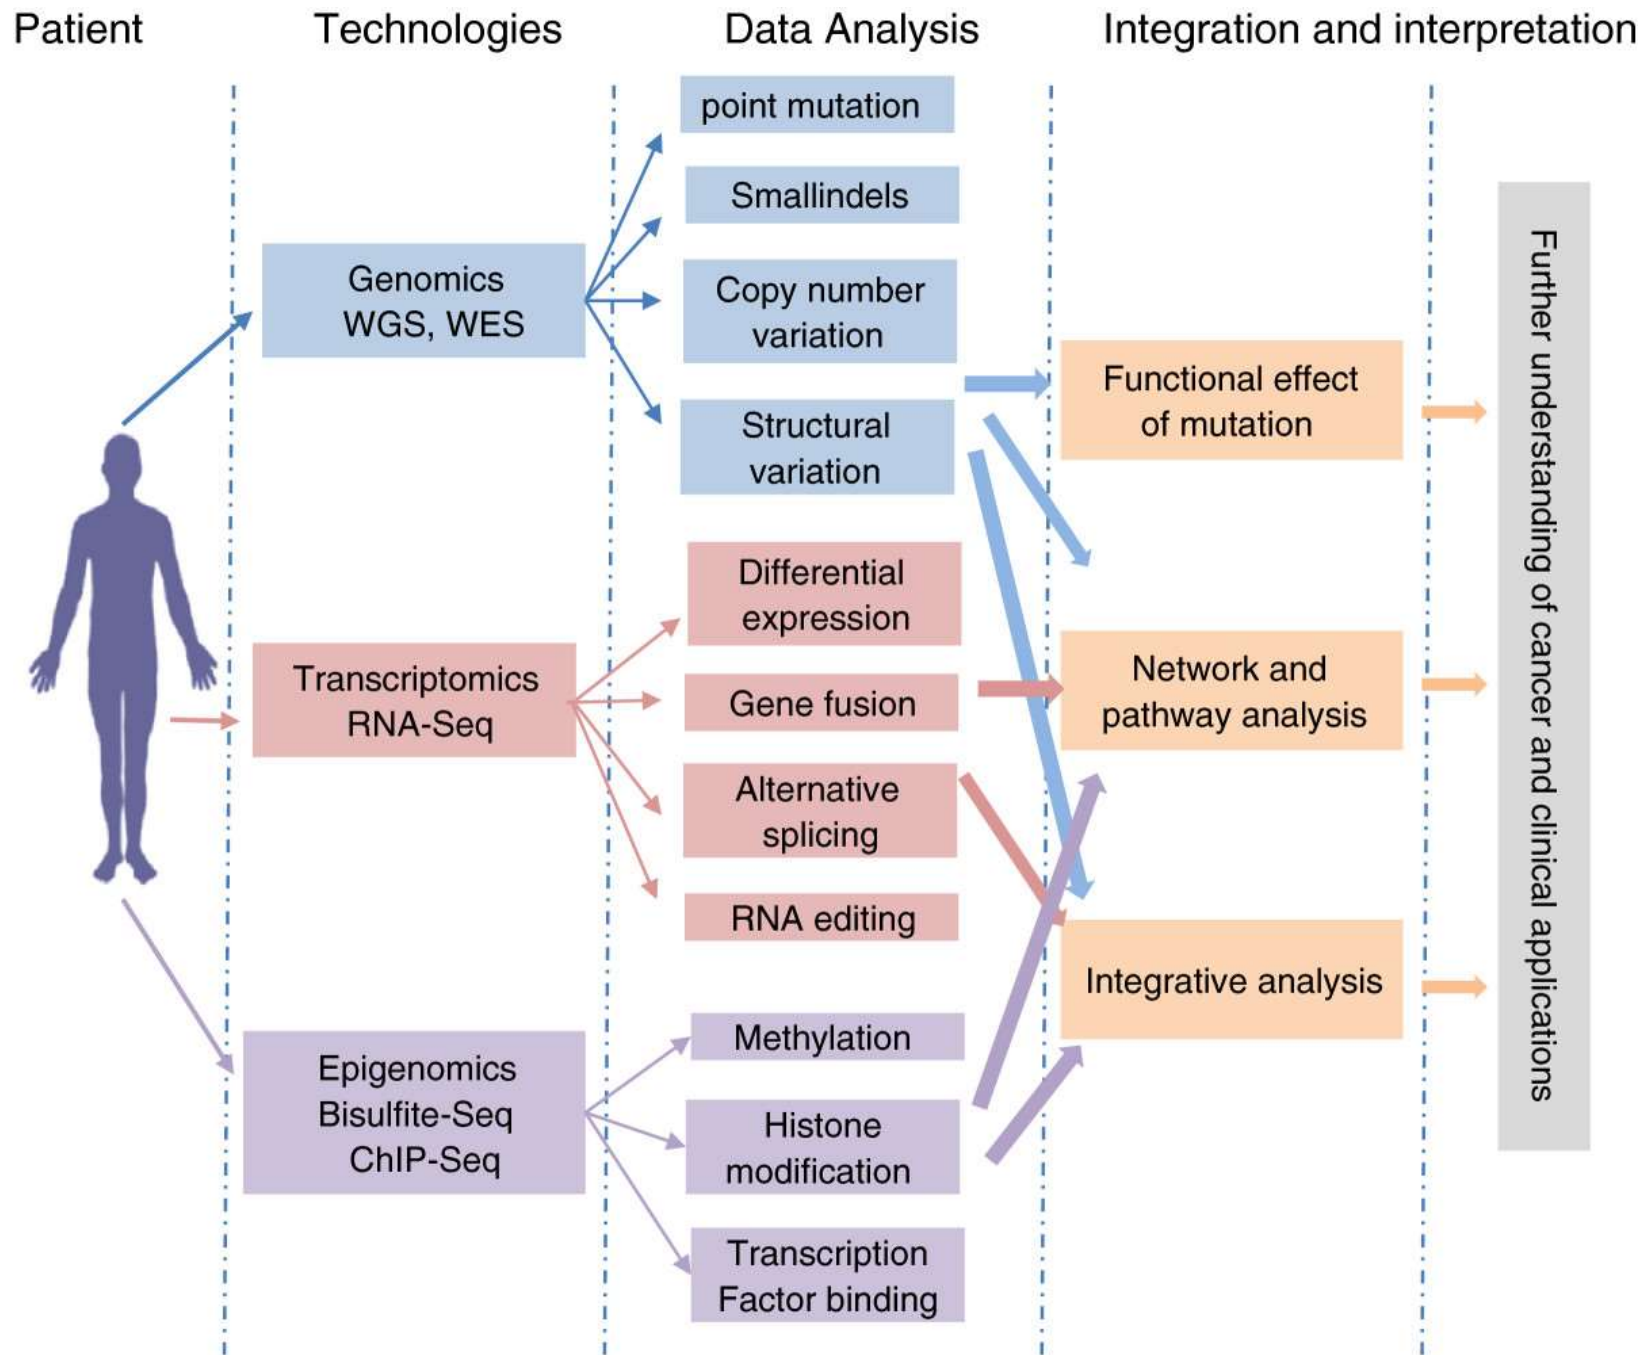 Patient
Technologies
Data Analysis
Integration and interpretation
Genomics
WGS, WES
Transcriptomics
RNA-Seq
Epigenomics
Bisulfite-Seq
ChIP-Seq
point mutation
Smallindels
Copy number
variation
Structural
variation
Differential
expression
Gene fusion
Alternative
splicing
RNA editing
Methylation
Histone
modification
Transcription
Factor binding
Functional effect
of mutation
Network and
pathway analysis
Integrative analysis
Further understanding of cancer and clinical applications